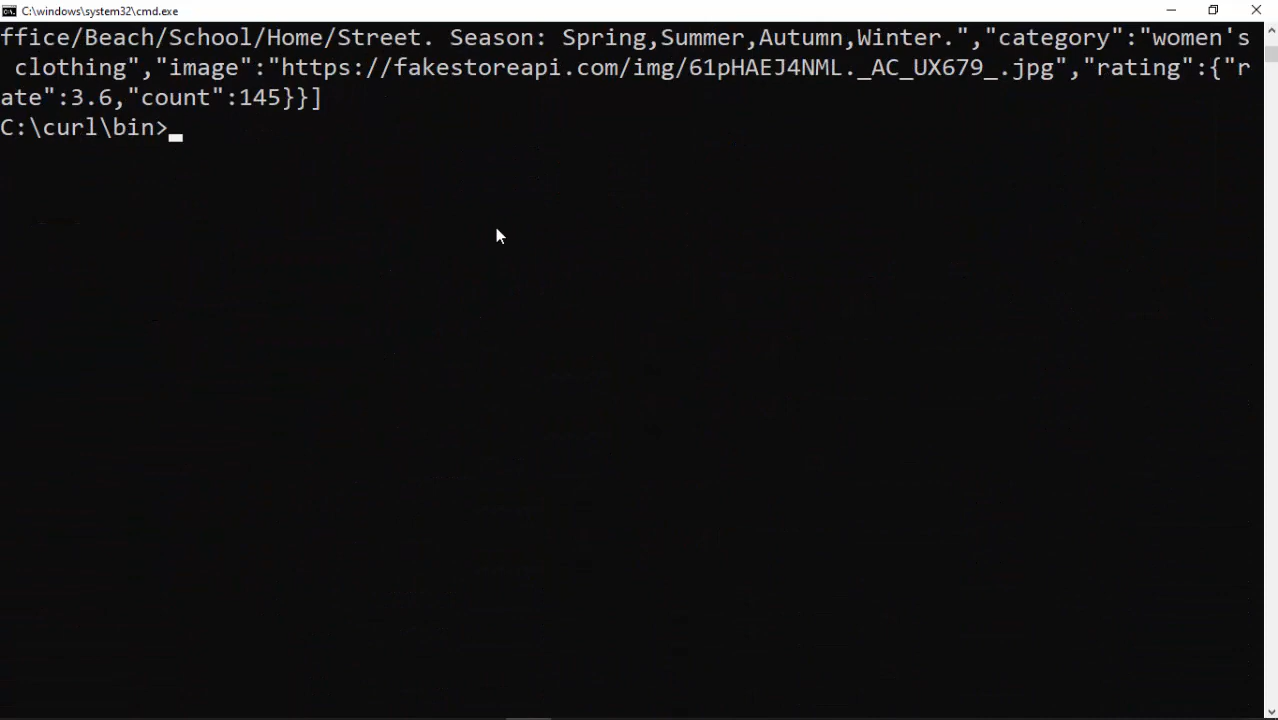 C:\windows\system32\cmd.exe
ffice/Beach/School/Home/Street. Season: Spring,Summer,Autumn,Winter.","category":"women's
 clothing","image":"https://fakestoreapi.com/img/61pHAEJ4NML._AC_UX679_.jpg","rating":{"r
ate":3.6,"count":145}}]
C:\curl\bin>